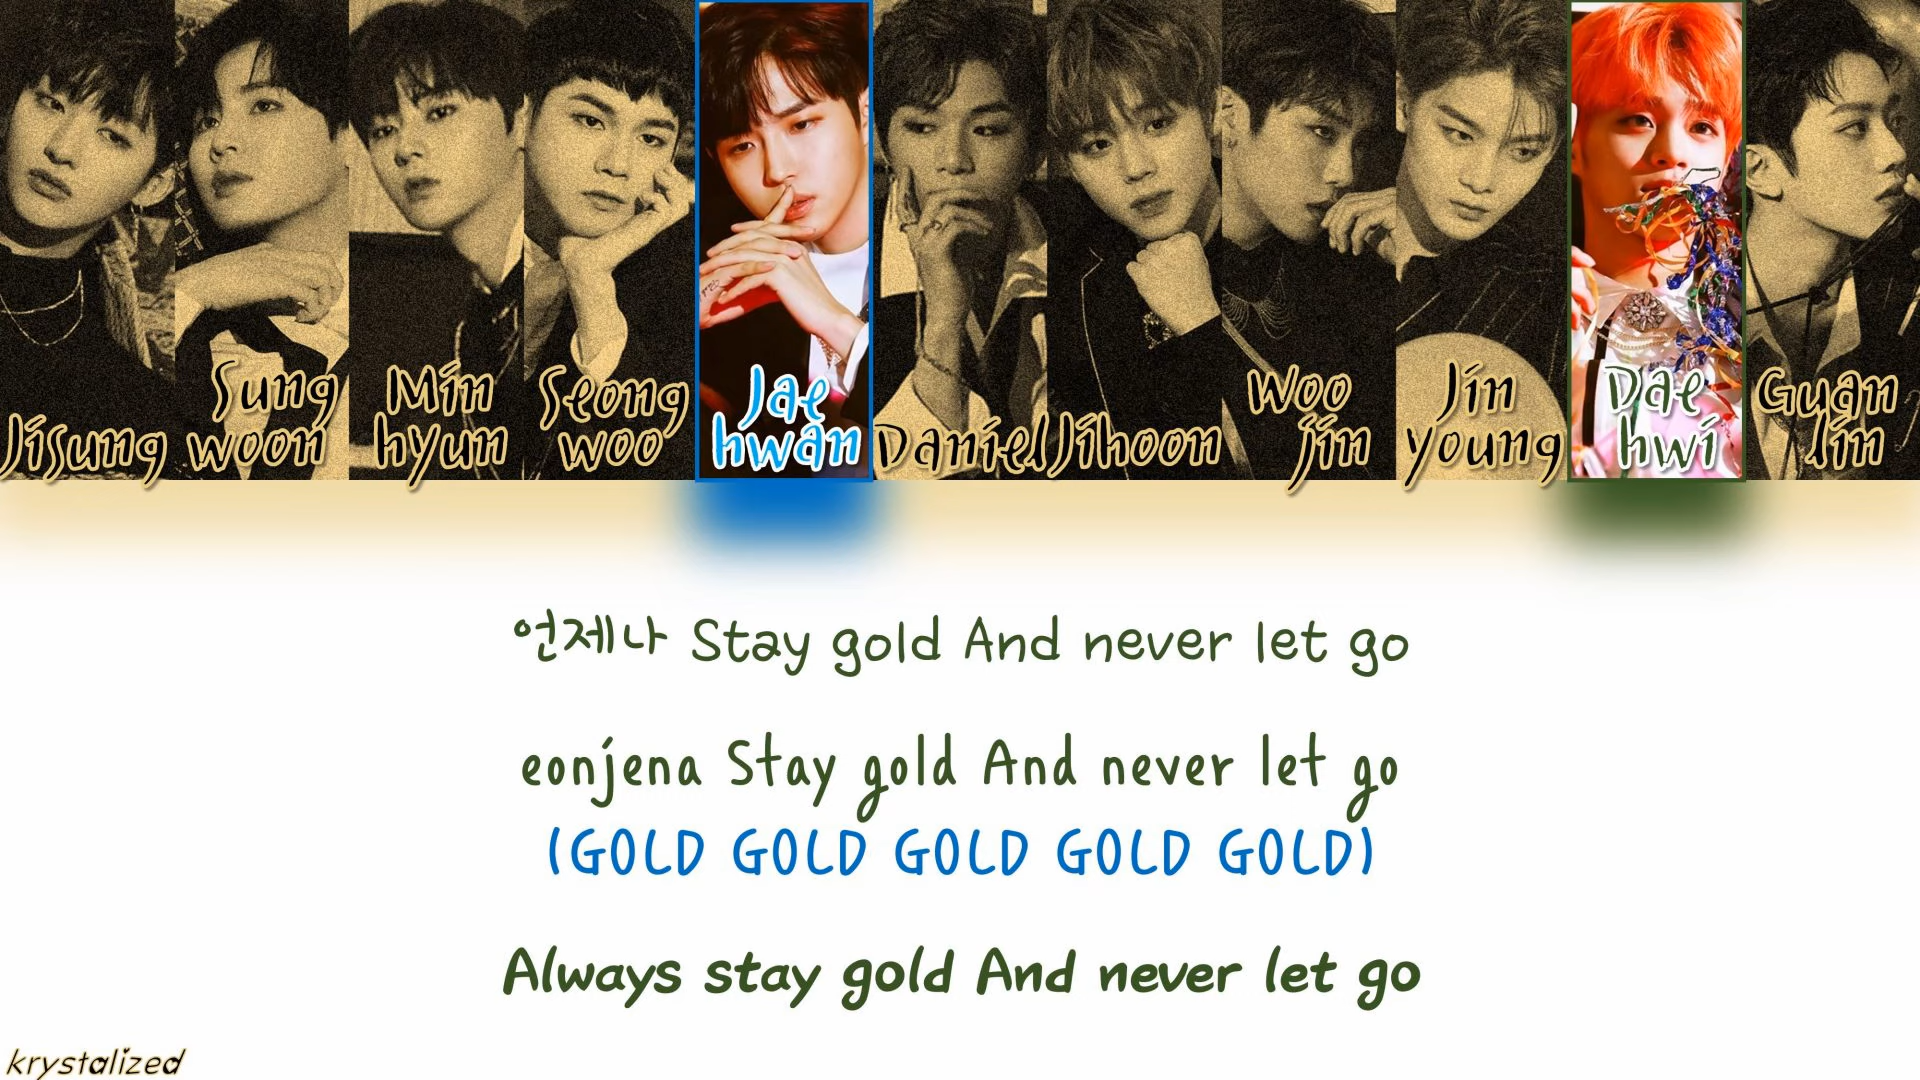 Jisung
Sung
woon
Min
hyun
Seong
woo
Jae
hwan
Daniel
Jihoon
Woo
jin
Jin
young
Dae
hwi
Guan
lin
언제나 Stay gold And never let go
eonjena Stay gold And never let go
(GOLD GOLD GOLD GOLD GOLD)
Always stay gold And never let go
krystalized